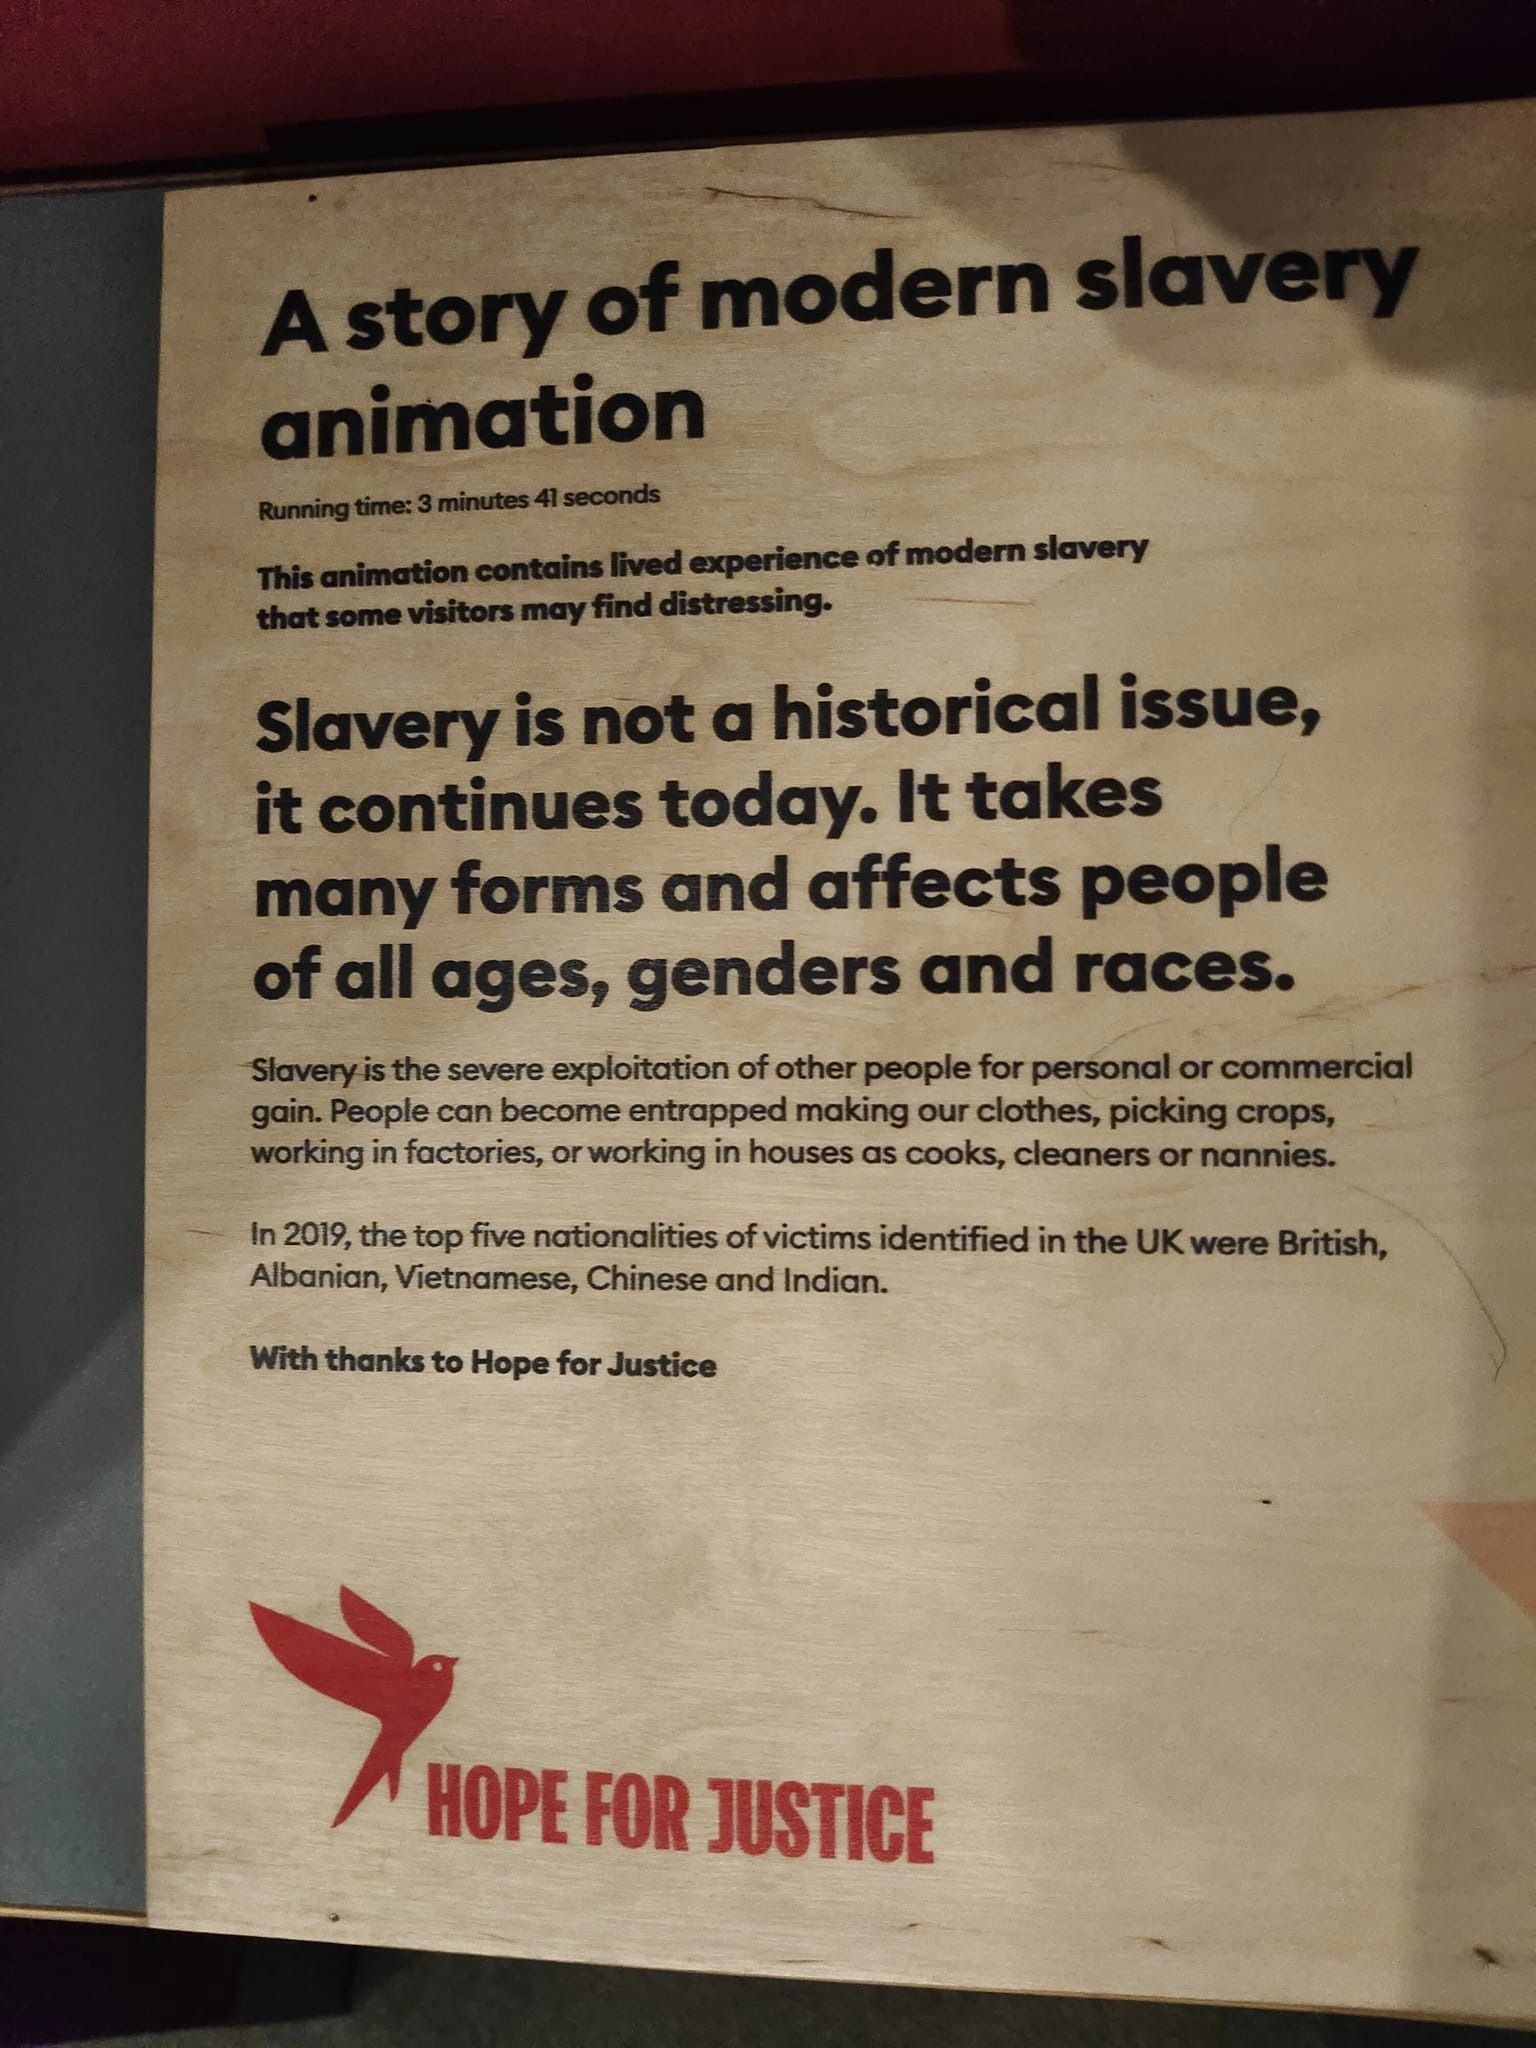 A story of modern slavery
animation
Running time: 3 minutes 41 seconds
This animation contains lived experience of modern slavery
that some visitors may find distressing.
Slavery is not a historical issue,
it continues today. It takes
many forms and affects people
of all ages, genders and races.
Slavery is the severe exploitation of other people for personal or commercial
gain. People can become entrapped making our clothes, picking crops,
working in factories, or working in houses as cooks, cleaners or nannies.
In 2019, the top five nationalities of victims identified in the UK were British,
Albanian, Vietnamese, Chinese and Indian.
With thanks to Hope for Justice
HOPE FOR JUSTICE